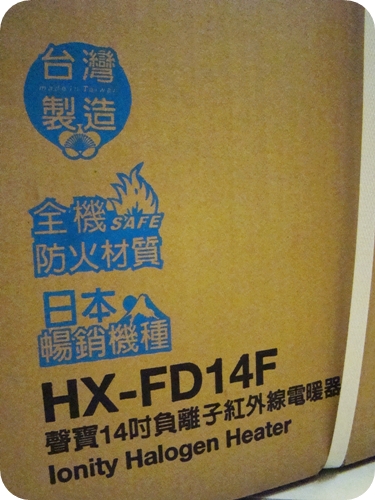 台灣
made in Taiwan
製造
全機
SAFE
防火材質
日本
暢銷機種
HX-FD14F
聲寶14吋負離子紅外線電暖器
Ionity Halogen Heater